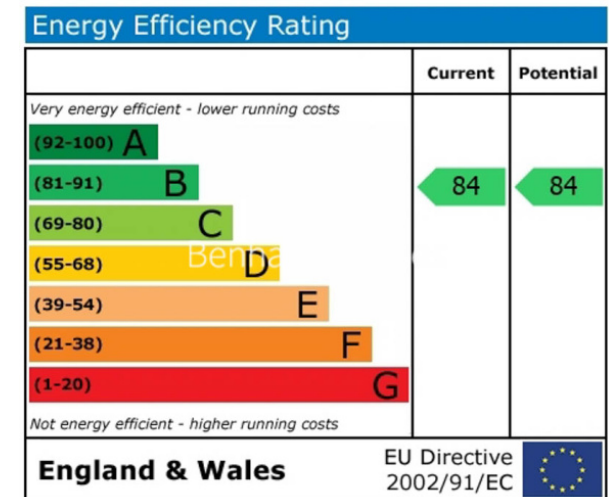 Energy Efficiency Rating
Current Potential
Very energy efficient - lower running costs
(92-100) A
(81-91) B 84 84
(69-80) C
(55-68) D
(39-54) E
(21-38) F
(1-20) G
Not energy efficient - higher running costs
England & Wales
EU Directive
2002/91/EC